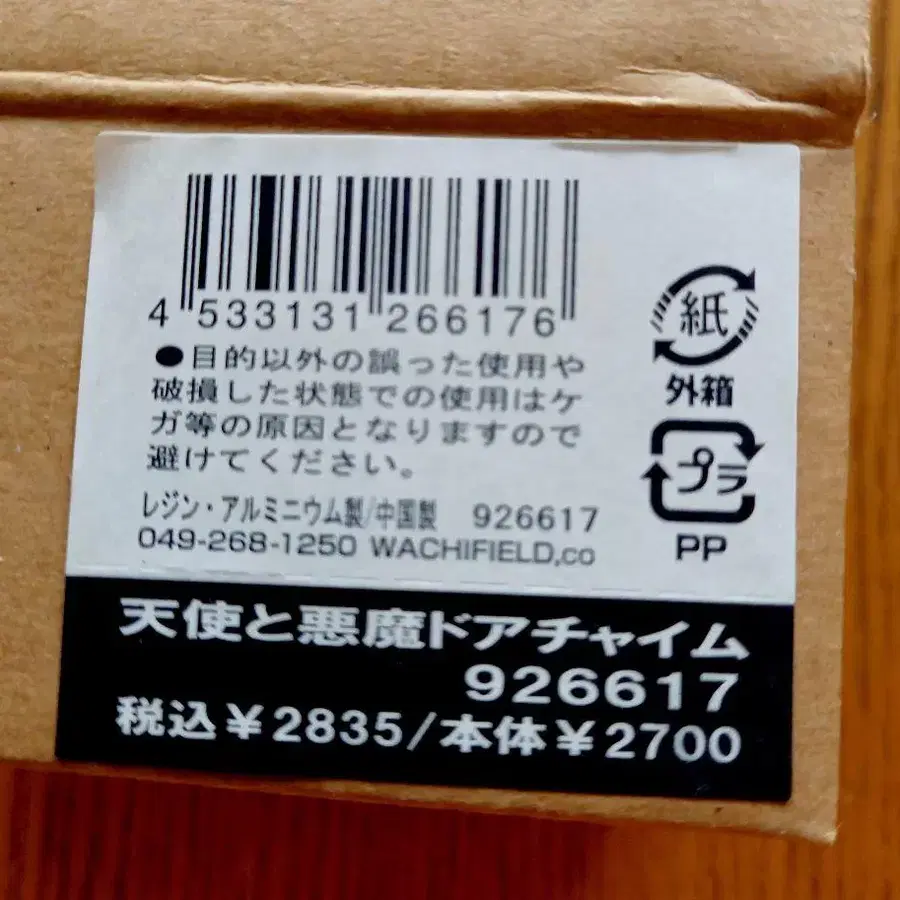 4 533131 266176
●目的以外の誤った使用や
破損した状態での使用はケ
ガ等の原因となりますので
避けてください。
レジン・アルミニウム製/中国製 926617
049-268-1250 WACHIFIELD,co
紙
外箱
プラ
PP
天使と悪魔ドアチャイム
926617
税込¥2835/本体¥2700